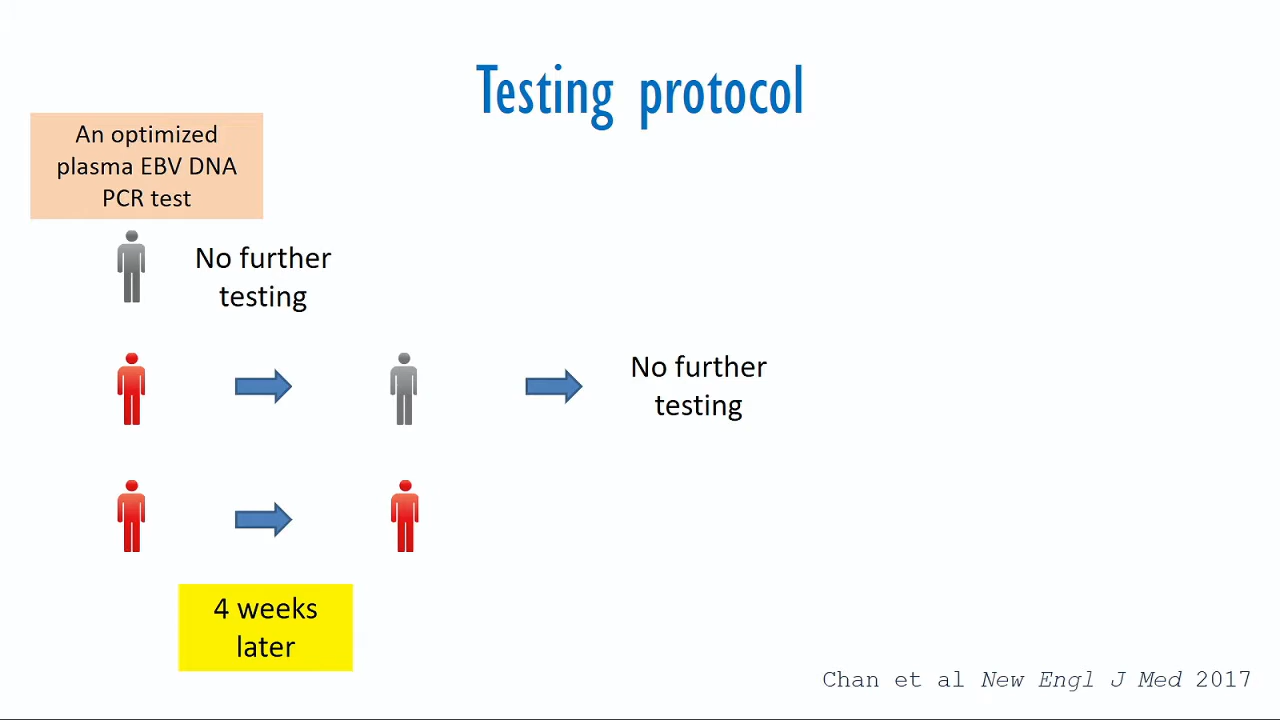 Testing protocol
An optimized
plasma EBV DNA
PCR test
No further
testing
No further
testing
4 weeks
later
Chan et al New Engl J Med 2017